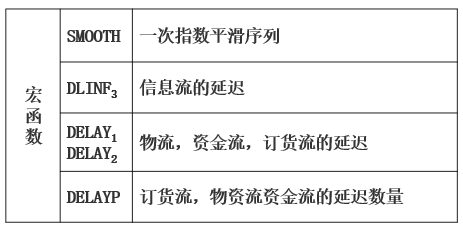 宏函数
SMOOTH 一次指数平滑序列
DLINF₃ 信息流的延迟
DELAY₁
DELAY₂ 物流，资金流，订货流的延迟
DELAYP 订货流，物资流资金流的延迟数量